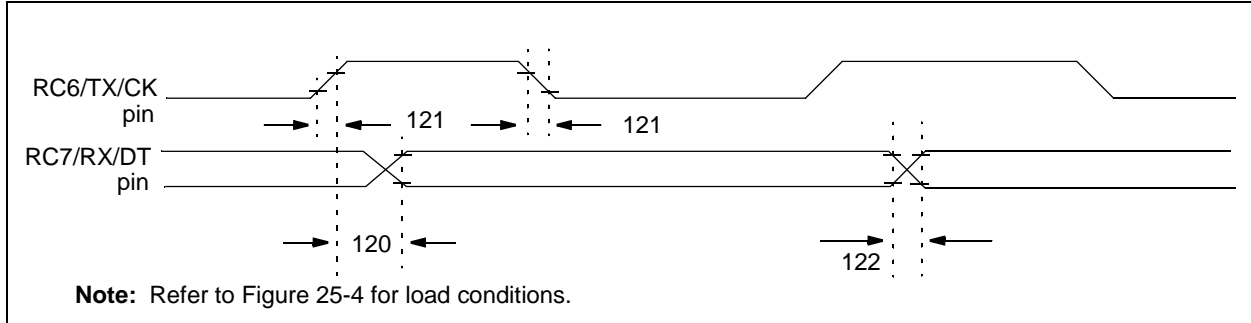 RC6/TX/CK
pin
121
121
RC7/RX/DT
pin
120
122
Note: Refer to Figure 25-4 for load conditions.